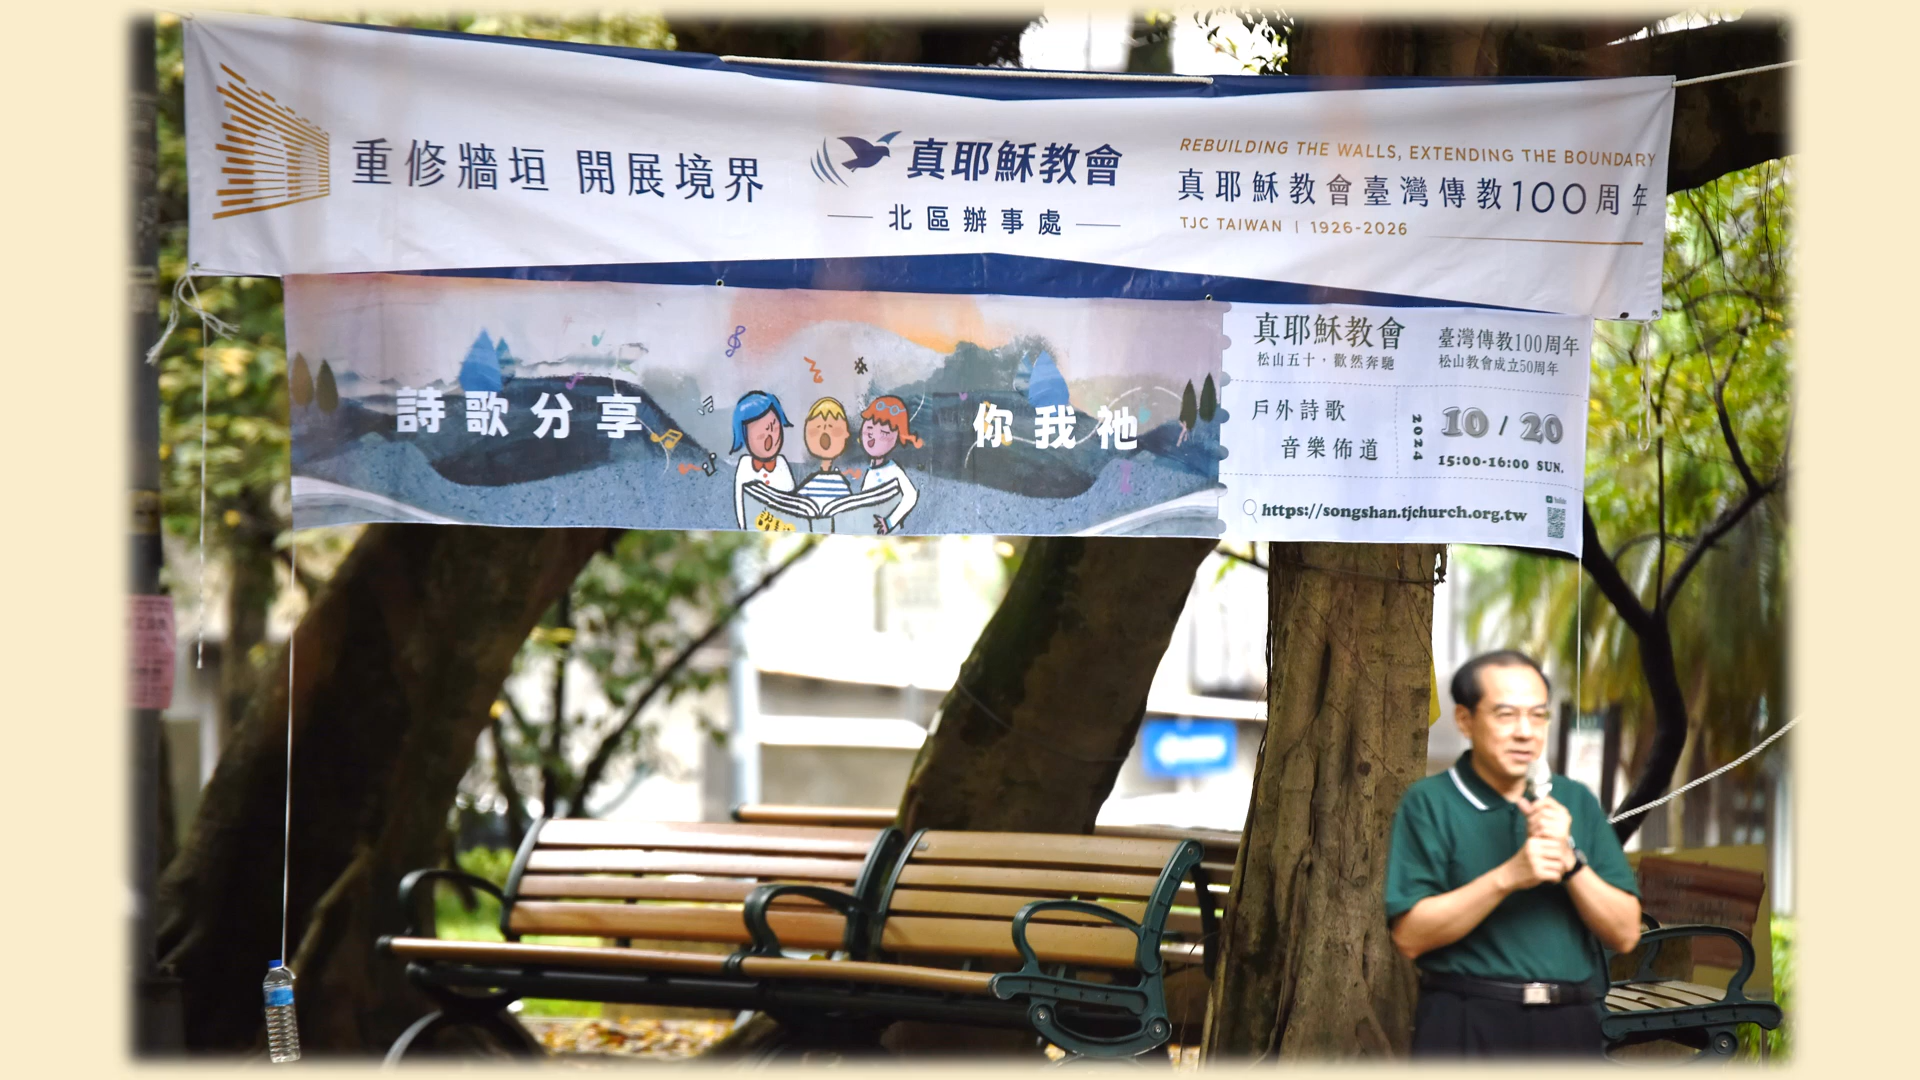 重修牆垣 開展境界
真耶穌教會
北區辦事處
REBUILDING THE WALLS, EXTENDING THE BOUNDARY
真耶穌教會臺灣傳教100周年
TJC TAIWAN | 1926-2026
詩歌分享
你我祂
真耶穌教會
松山五十,歡然奔馳
臺灣傳教100周年
松山教會成立50周年
戶外詩歌
音樂佈道
2024
10 / 20
15:00-16:00 SUN.
https://songshan.tjchurch.org.tw